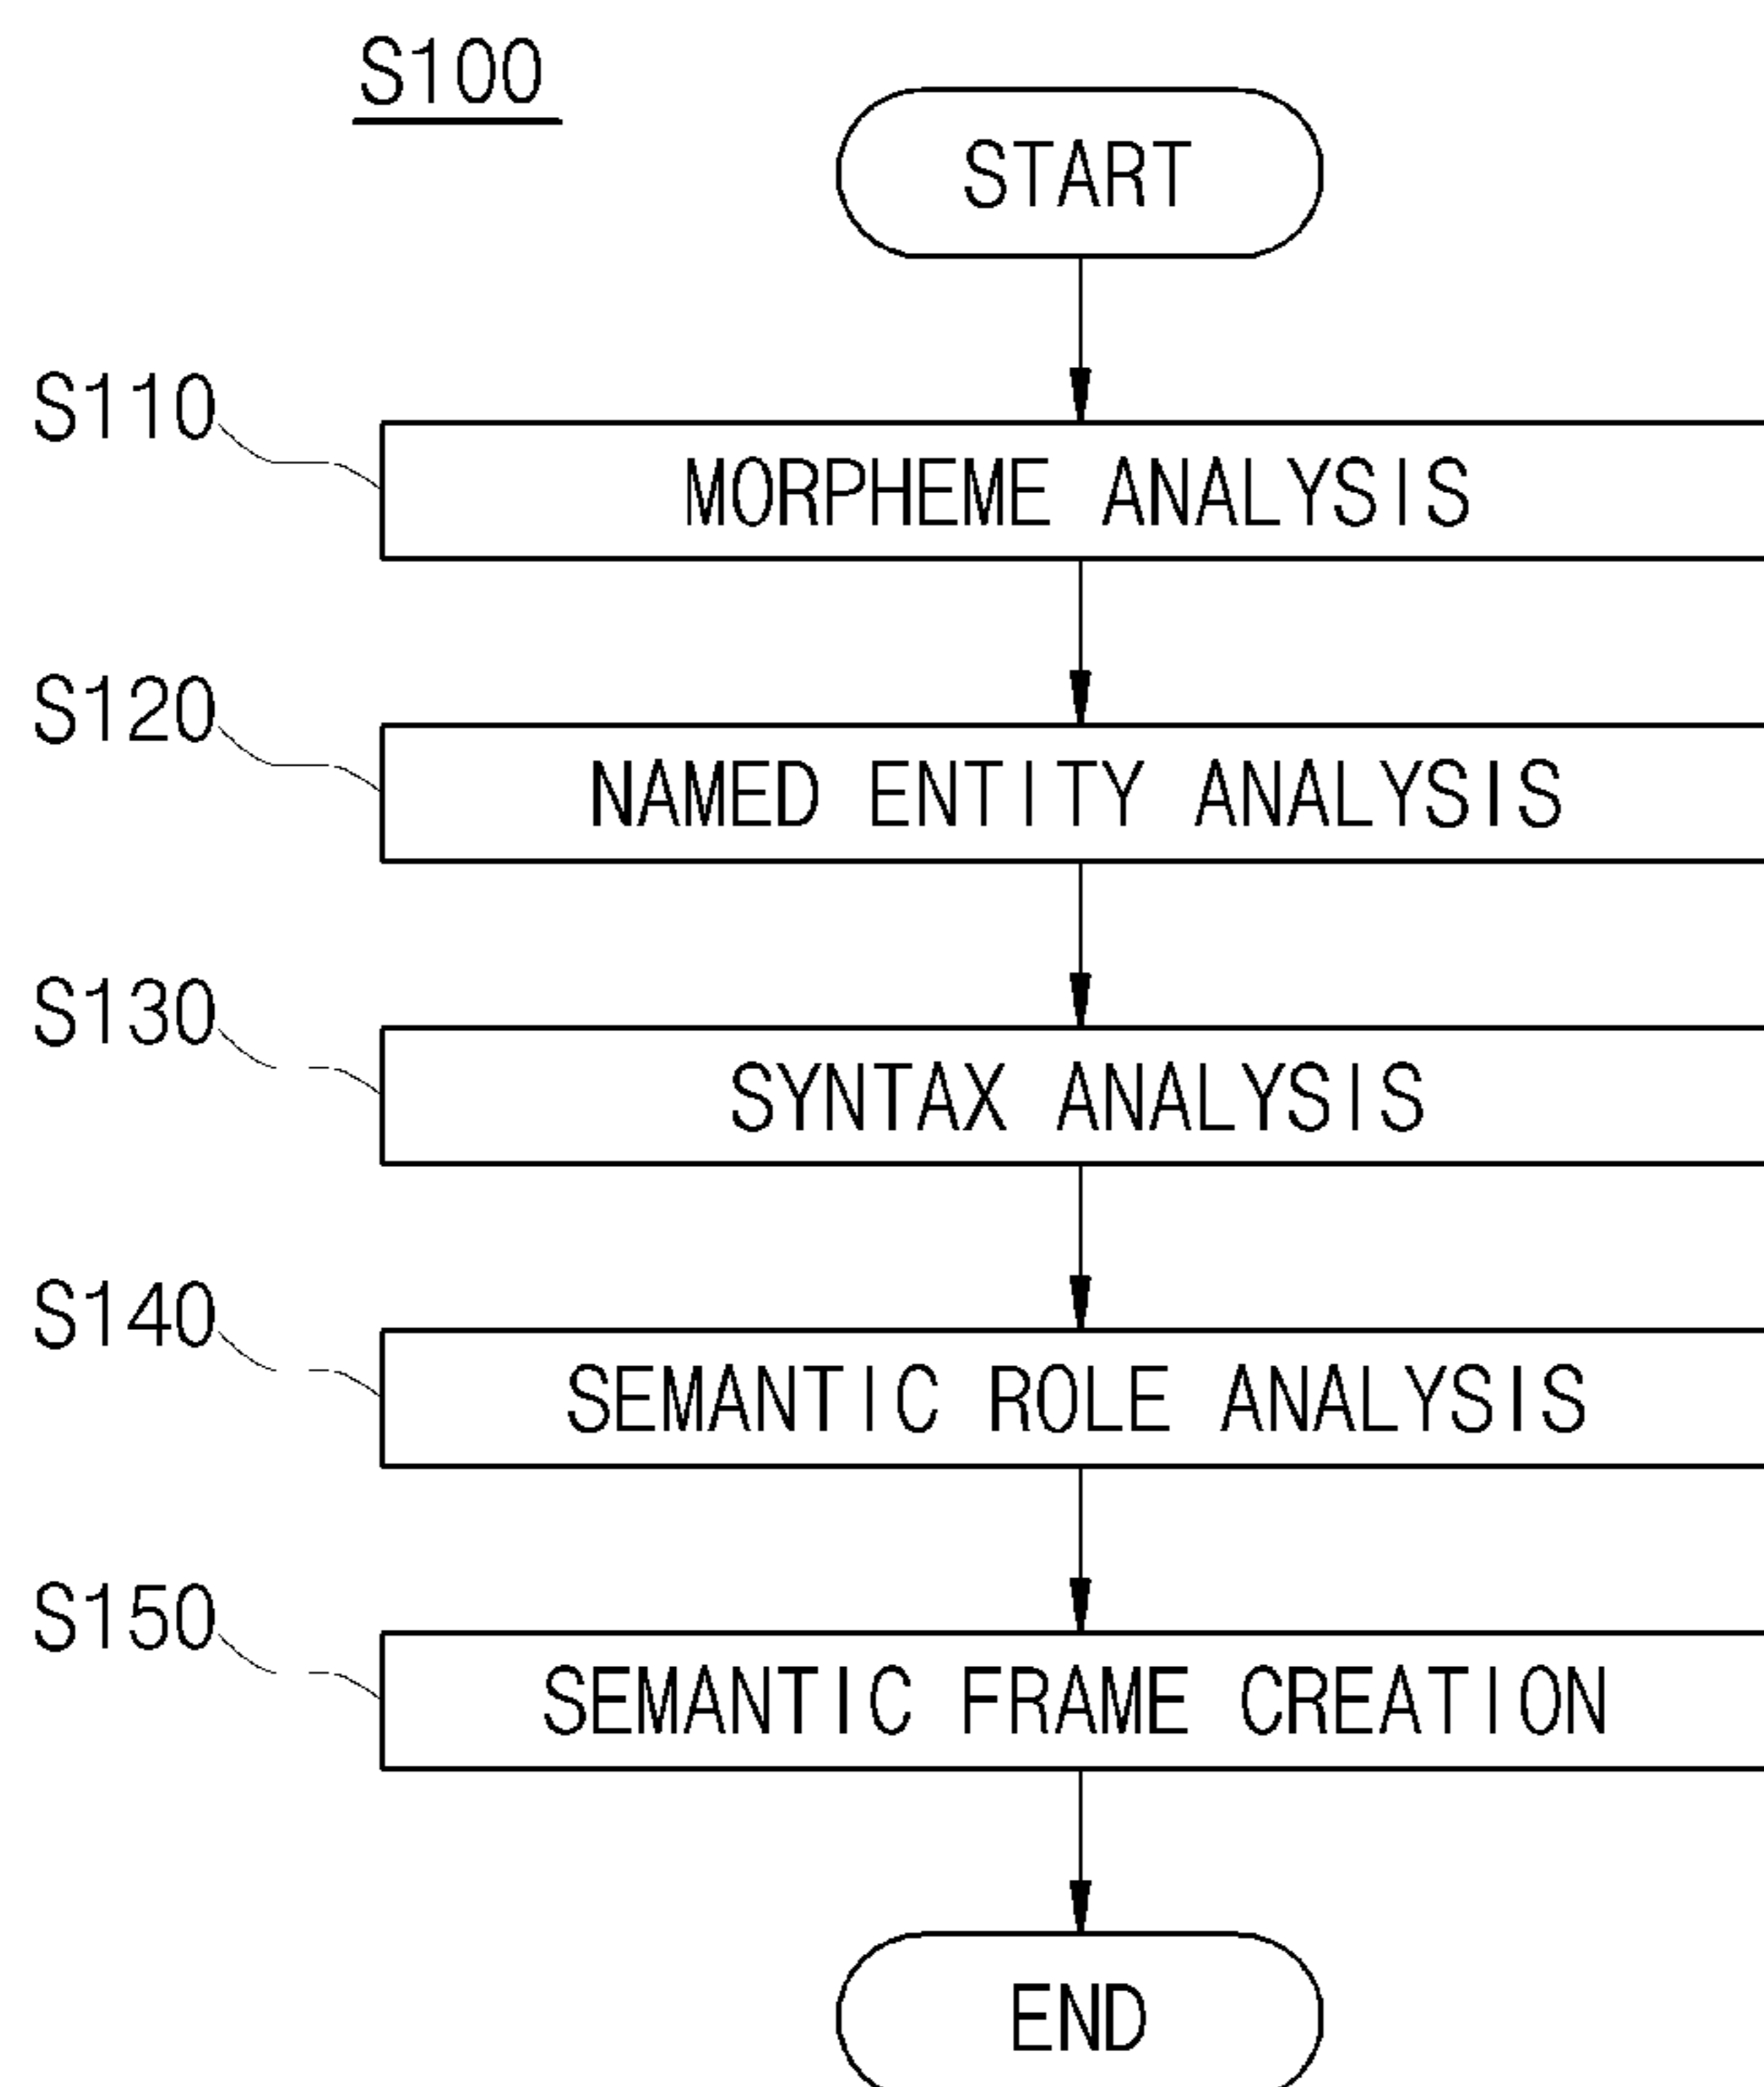 S100
START
S110
MORPHEME ANALYSIS
S120
NAMED ENTITY ANALYSIS
S130
SYNTAX ANALYSIS
S140
SEMANTIC ROLE ANALYSIS
S150
SEMANTIC FRAME CREATION
END